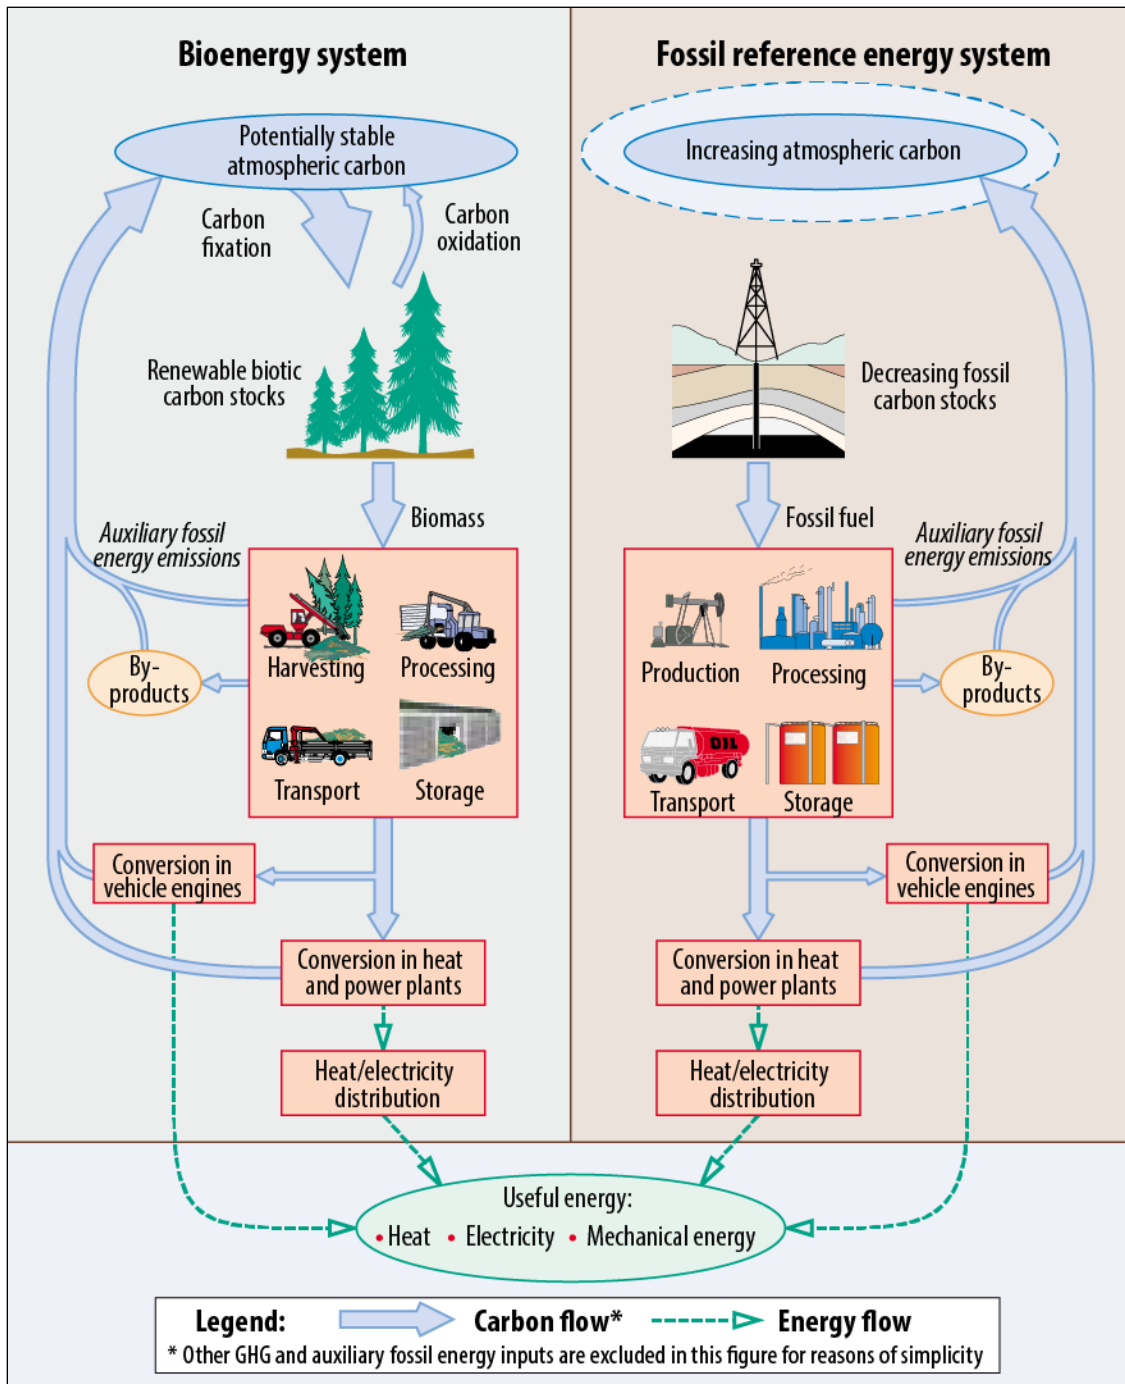 Bioenergy system
Potentially stable
atmospheric carbon
Carbon
fixation
Carbon
oxidation
Renewable biotic
carbon stocks
Biomass
Auxiliary fossil
energy emissions
Harvesting
Processing
By-
products
Transport
Storage
Conversion in
vehicle engines
Conversion in heat
and power plants
Heat/electricity
distribution
Fossil reference energy system
Increasing atmospheric carbon
Decreasing fossil
carbon stocks
Fossil fuel
Auxiliary fossil
energy emissions
Production
Processing
By-
products
OIL
Transport
Storage
Conversion in
vehicle engines
Conversion in heat
and power plants
Heat/electricity
distribution
Useful energy:
• Heat • Electricity • Mechanical energy
Legend: Carbon flow* Energy flow
* Other GHG and auxiliary fossil energy inputs are excluded in this figure for reasons of simplicity